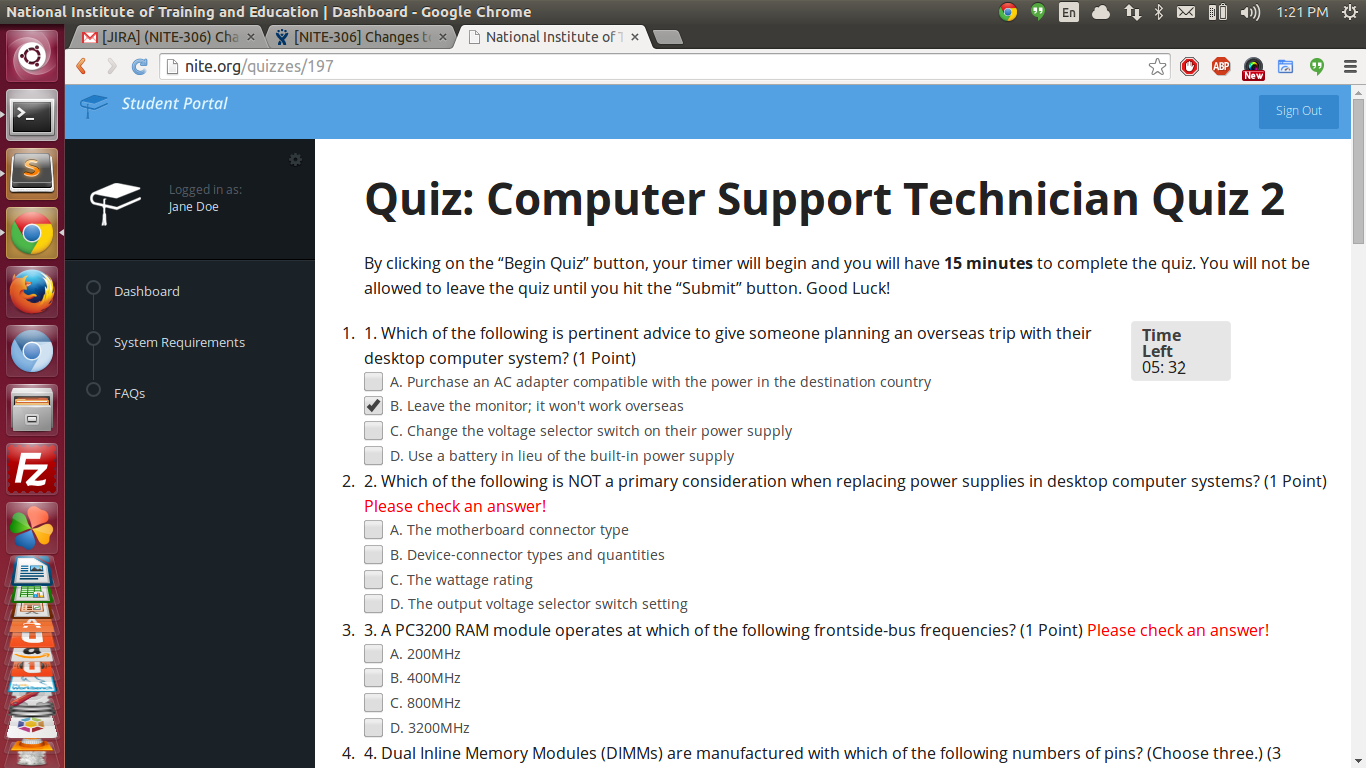 National Institute of Training and Education | Dashboard - Google Chrome
En
1:21 PM
[JIRA] (NITE-306) Cha
[NITE-306] Changes t
National Institute of T
nite.org/quizzes/197
ABP
New
Student Portal
Sign Out
Logged in as:
Jane Doe
Dashboard
System Requirements
FAQs
Quiz: Computer Support Technician Quiz 2
By clicking on the “Begin Quiz” button, your timer will begin and you will have 15 minutes to complete the quiz. You will not be
allowed to leave the quiz until you hit the “Submit” button. Good Luck!
Time
Left
05: 32
1. 1. Which of the following is pertinent advice to give someone planning an overseas trip with their
desktop computer system? (1 Point)
A. Purchase an AC adapter compatible with the power in the destination country
B. Leave the monitor; it won't work overseas
C. Change the voltage selector switch on their power supply
D. Use a battery in lieu of the built-in power supply
2. 2. Which of the following is NOT a primary consideration when replacing power supplies in desktop computer systems? (1 Point)
Please check an answer!
A. The motherboard connector type
B. Device-connector types and quantities
C. The wattage rating
D. The output voltage selector switch setting
3. 3. A PC3200 RAM module operates at which of the following frontside-bus frequencies? (1 Point) Please check an answer!
A. 200MHz
B. 400MHz
C. 800MHz
D. 3200MHz
4. 4. Dual Inline Memory Modules (DIMMs) are manufactured with which of the following numbers of pins? (Choose three.) (3